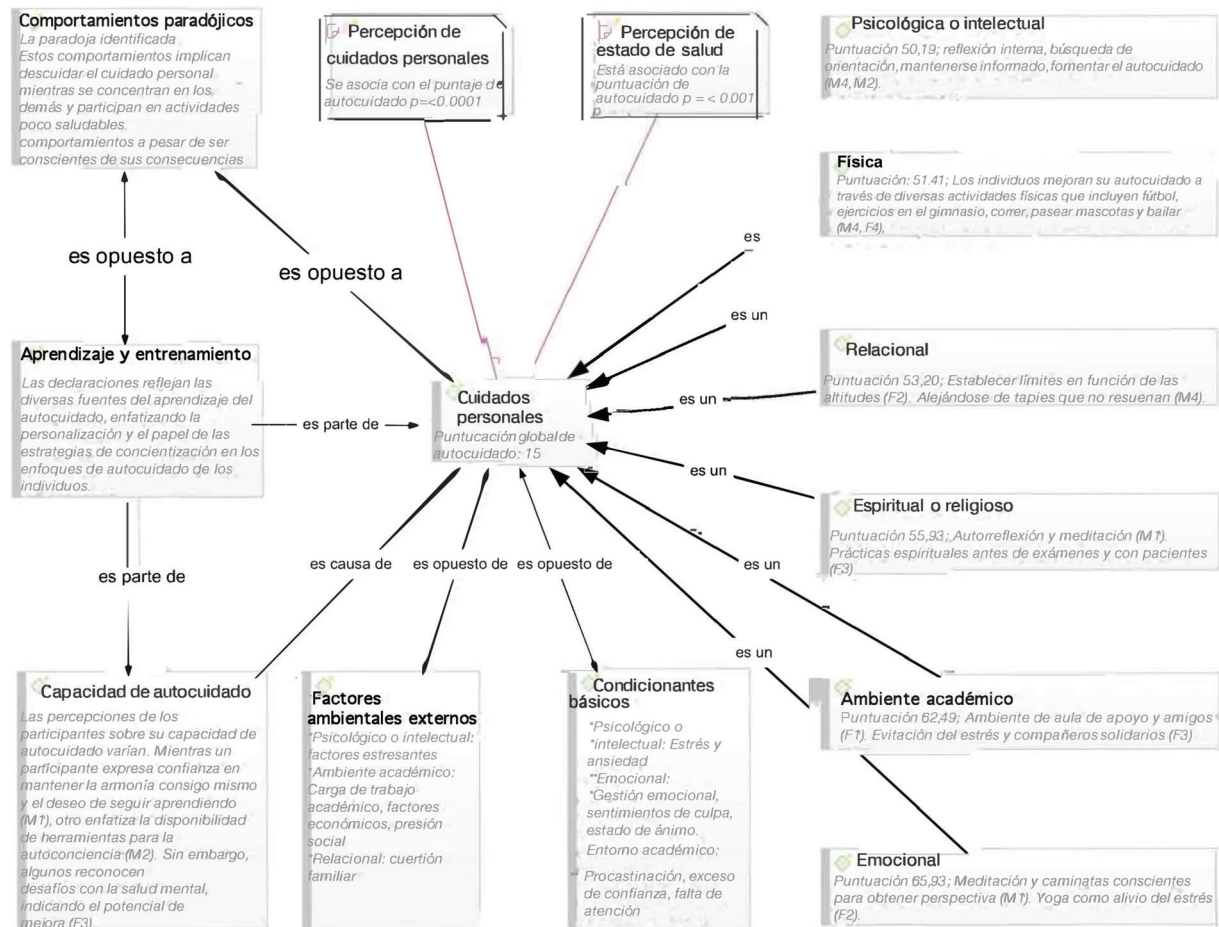 Comportamientos paradójicos
La paradoja identificada
Estos comportamientos implican
descuidar el cuidado personal
mientras se concentran en los
demás y participan en actividades
poco saludables.
comportamientos a pesar de ser
conscientes de sus consecuencias
Percepción de
cuidados personales
Se asocia con el puntaje de
autocuidado p=<0.0001
Percepción de
estado de salud
Está asociado con la
puntuación de
autocuidado p = < 0.001
p
Psicológica o intelectual
Puntuación 50,19; reflexión interna, búsqueda de
orientación, mantenerse informado, fomentar el autocuidado
(M4, M2).
Física
Puntuación: 51.41; Los individuos mejoran su autocuidado a
través de diversas actividades físicas que incluyen fútbol,
ejercicios en el gimnasio, correr, pasear mascotas y bailar
(M4, F4),
es opuesto a
es opuesto a
es
es un
Aprendizaje y entrenamiento
Las declaraciones reflejan las
diversas fuentes del aprendizaje del
autocuidado, enfatizando la
personalización y el papel de las
estrategias de concientización en los
enfoques de autocuidado de los
individuos.
es parte de
Cuidados
personales
Puntucación global de
autocuidado: 15
es un
Relacional
Puntuación 53,20; Establecer límites en función de las
altitudes (F2). Alejándose de tapies que no resuenan (M4).
es un
Espiritual o religioso
Puntuación 55,93; Autorreflexión y meditación (M1).
Prácticas espirituales antes de exámenes y con pacientes
(F3)
es parte de
es causa de
es opuesto de
es opuesto de
es un
es un
Capacidad de autocuidado
Las percepciones de los
participantes sobre su capacidad de
autocuidado varían. Mientras un
participante expresa confianza en
mantener la armonía consigo mismo
y el deseo de seguir aprendiendo
(M1), otro enfatiza la disponibilidad
de herramientas para la
autoconciencia (M2). Sin embargo,
algunos reconocen
desafíos con la salud mental,
indicando el potencial de
mejora (F3).
Factores
ambientales externos
*Psicológico o intelectual:
factores estresantes
*Ambiente académico:
Carga de trabajo
académico, factores
económicos, presión
social
*Relacional: cuertión
familiar
Condicionantes
básicos
*Psicológico o
*intelectual: Estrés y
ansiedad
**Emocional:
*Gestión emocional,
sentimientos de culpa,
estado de ánimo.
Entorno académico:
Procastinación, exceso
de confianza, falta de
atención
Ambiente académico
Puntuación 62,49; Ambiente de aula de apoyo y amigos
(F1). Evitación del estrés y compañeros solidarios (F3)
Emocional
Puntuación 65,93; Meditación y caminatas conscientes
para obtener perspectiva (M1). Yoga como alivio del estrés
(F2).